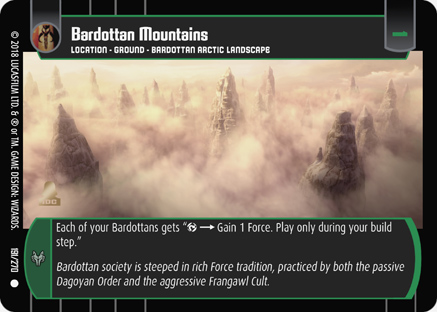 Bardottan Mountains
LOCATION - GROUND - BARDOTTAN ARCTIC LANDSCAPE
Each of your Bardottans gets “ → Gain 1 Force. Play only during your build
step.”
Bardottan society is steeped in rich Force tradition, practiced by both the passive
Dagoyan Order and the aggressive Frangawl Cult.
© 2018 LUCASFILM LTD. & ® or TM. GAME DESIGN: WIZARDS.
191/270